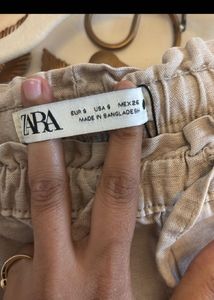 ZARA
EUR S USA S MEX 26
MADE IN BANGLADESH